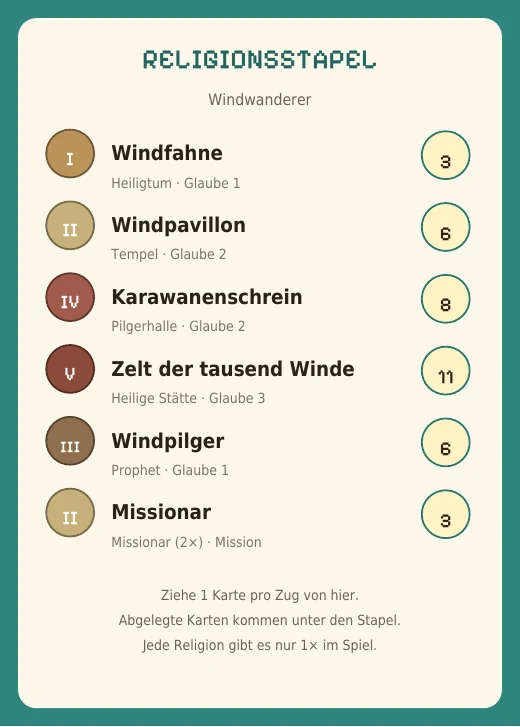 RELIGIONSSTAPEL
Windwanderer
I Windfahne 3
Heiligtum · Glaube 1
II Windpavillon 6
Tempel · Glaube 2
IV Karawanenschrein 8
Pilgerhalle · Glaube 2
V Zelt der tausend Winde 11
Heilige Stätte · Glaube 3
III Windpilger 6
Prophet · Glaube 1
II Missionar 3
Missionar (2×) · Mission
Ziehe 1 Karte pro Zug von hier.
Abgelegte Karten kommen unter den Stapel.
Jede Religion gibt es nur 1× im Spiel.